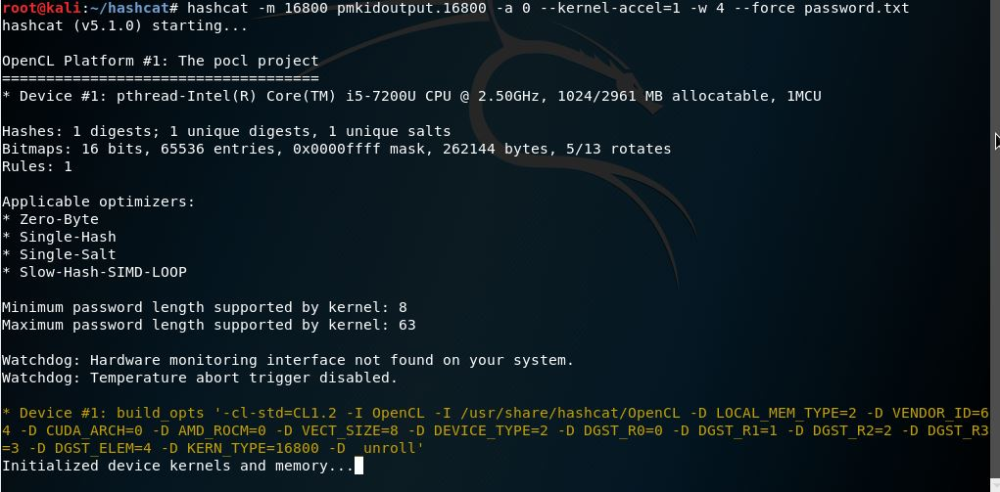 root@kali:~/hashcat# hashcat -m 16800 pmkidoutput.16800 -a 0 --kernel-accel=1 -w 4 --force password.txt
hashcat (v5.1.0) starting...
OpenCL Platform #1: The pocl project
====================================
* Device #1: pthread-Intel(R) Core(TM) i5-7200U CPU @ 2.50GHz, 1024/2961 MB allocatable, 1MCU
Hashes: 1 digests; 1 unique digests, 1 unique salts
Bitmaps: 16 bits, 65536 entries, 0x0000ffff mask, 262144 bytes, 5/13 rotates
Rules: 1
Applicable optimizers:
* Zero-Byte
* Single-Hash
* Single-Salt
* Slow-Hash-SIMD-LOOP
Minimum password length supported by kernel: 8
Maximum password length supported by kernel: 63
Watchdog: Hardware monitoring interface not found on your system.
Watchdog: Temperature abort trigger disabled.
* Device #1: build_opts '-cl-std=CL1.2 -I OpenCL -I /usr/share/hashcat/OpenCL -D LOCAL_MEM_TYPE=2 -D VENDOR_ID=6
4 -D CUDA_ARCH=0 -D AMD_ROCM=0 -D VECT_SIZE=8 -D DEVICE_TYPE=2 -D DGST_R0=0 -D DGST_R1=1 -D DGST_R2=2 -D DGST_R3
=3 -D DGST_ELEM=4 -D KERN_TYPE=16800 -D _unroll'
Initialized device kernels and memory...